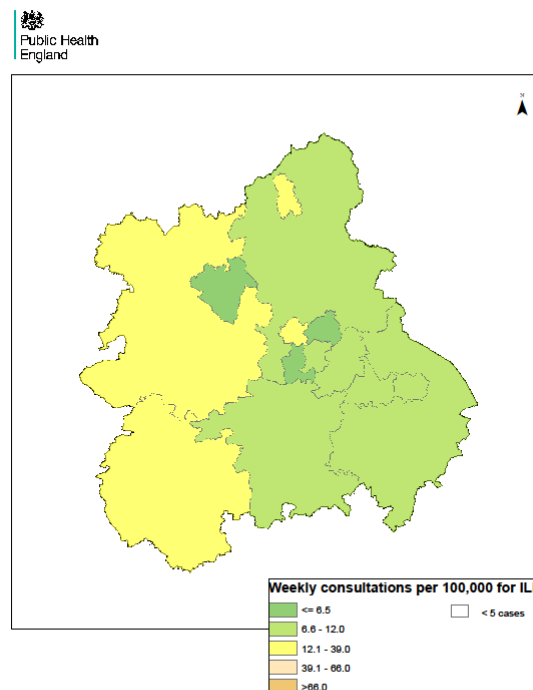 Public Health
England
N
Weekly consultations per 100,000 for IL
<= 6.5
< 5 cases
6.6 - 12.0
12.1 - 39.0
39.1 - 66.0
>66.0